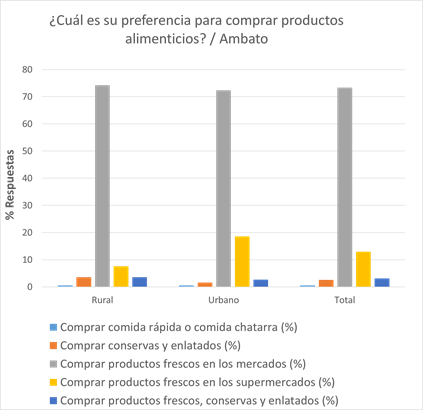 ¿Cuál es su preferencia para comprar productos
alimenticios? / Ambato
80
70
60
50
40
30
20
10
0
% Respuestas
Rural
Urbano
Total
Comprar comida rápida o comida chatarra (%)
Comprar conservas y enlatados (%)
Comprar productos frescos en los mercados (%)
Comprar productos frescos en los supermercados (%)
Comprar productos frescos, conservas y enlatados (%)